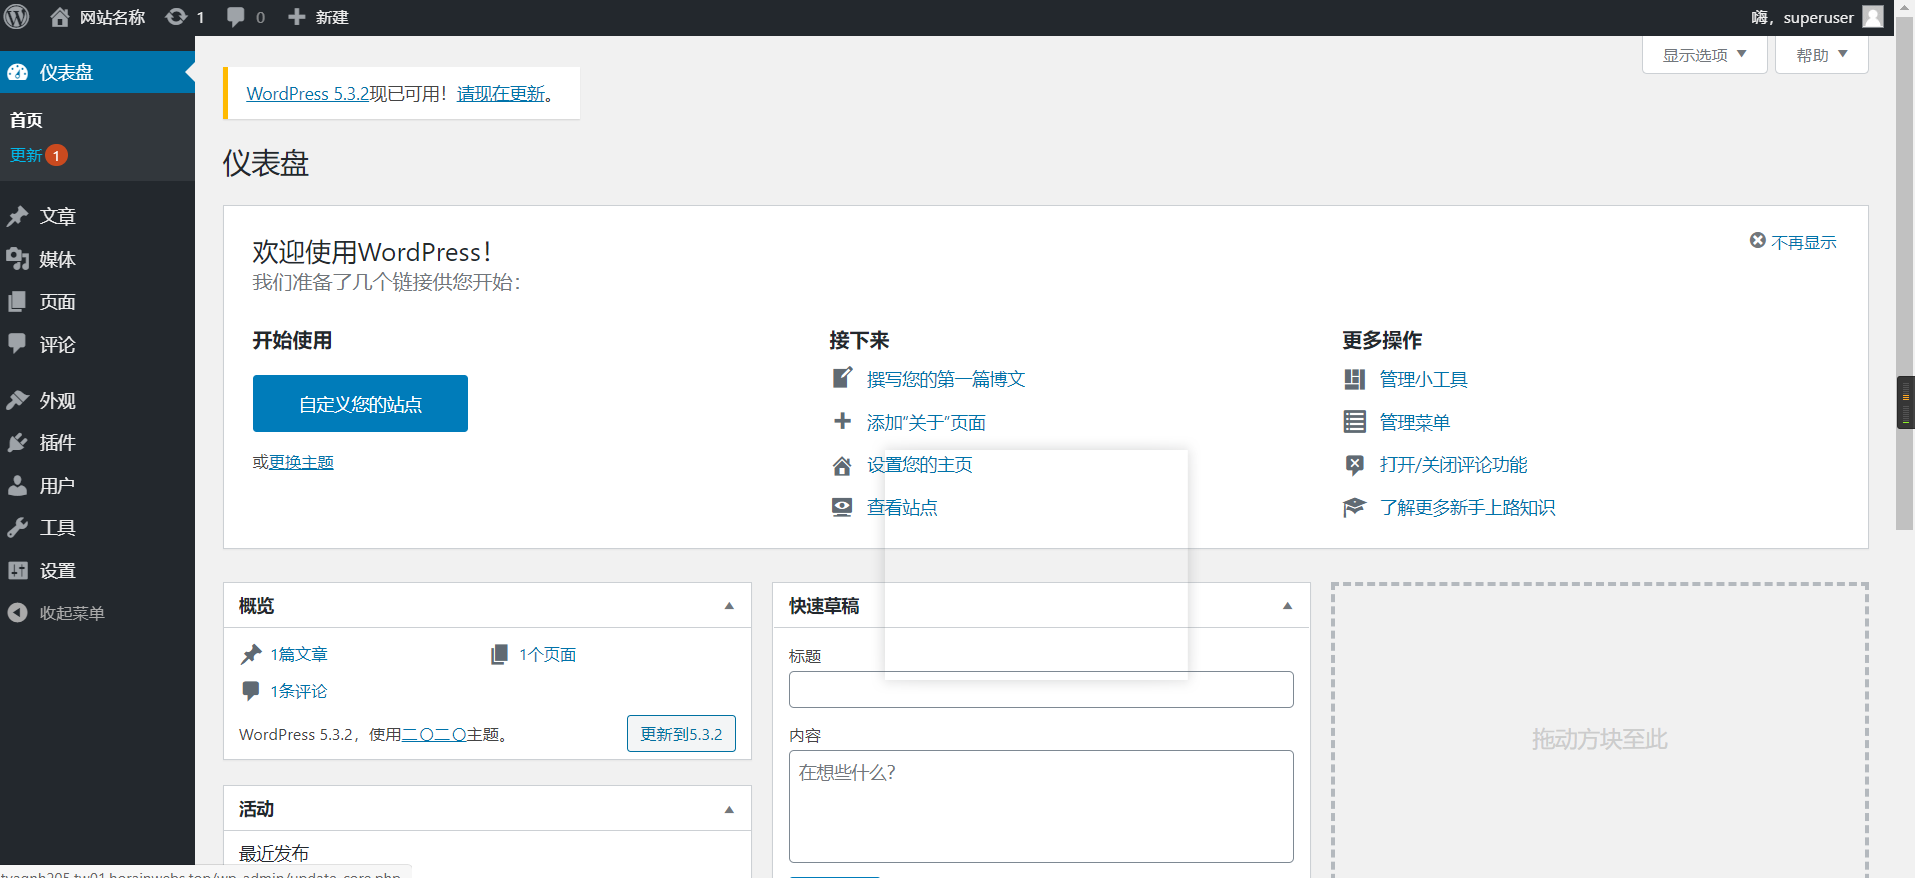 网站名称 1 0 新建 嗨，superuser
显示选项 帮助
仪表盘
首页
更新 1
文章
媒体
页面
评论
外观
插件
用户
工具
设置
收起菜单
WordPress 5.3.2现已可用！请现在更新。
仪表盘
欢迎使用WordPress！
不再显示
我们准备了几个链接供您开始：
开始使用
自定义您的站点
或更换主题
接下来
撰写您的第一篇博文
添加“关于”页面
设置您的主页
查看站点
更多操作
管理小工具
管理菜单
打开/关闭评论功能
了解更多新手上路知识
概览
1篇文章 1个页面
1条评论
WordPress 5.3.2，使用二〇二〇主题。 更新到5.3.2
活动
最近发布
快速草稿
标题
内容
在想些什么？
拖动方块至此